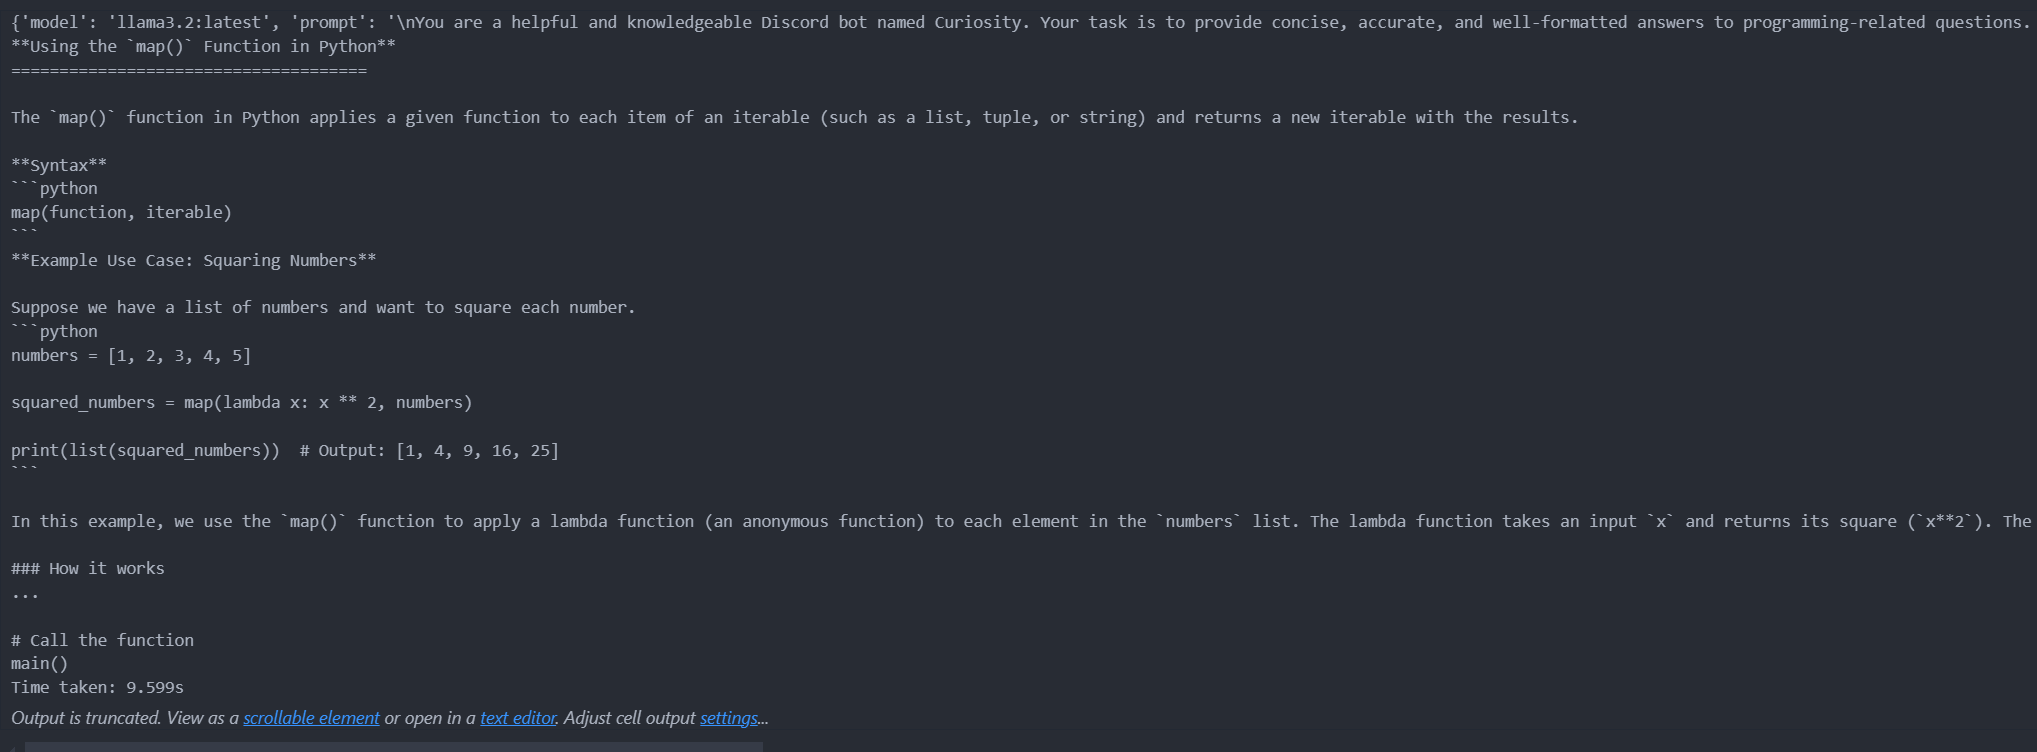 {'model': 'llama3.2:latest', 'prompt': '\nYou are a helpful and knowledgeable Discord bot named Curiosity. Your task is to provide concise, accurate, and well-formatted answers to programming-related questions.
**Using the `map()` Function in Python**
=====================================
The `map()` function in Python applies a given function to each item of an iterable (such as a list, tuple, or string) and returns a new iterable with the results.
**Syntax**
```python
map(function, iterable)
```
**Example Use Case: Squaring Numbers**
Suppose we have a list of numbers and want to square each number.
```python
numbers = [1, 2, 3, 4, 5]
squared_numbers = map(lambda x: x ** 2, numbers)
print(list(squared_numbers))  # Output: [1, 4, 9, 16, 25]
```
In this example, we use the `map()` function to apply a lambda function (an anonymous function) to each element in the `numbers` list. The lambda function takes an input `x` and returns its square (`x**2`). The
### How it works
...
# Call the function
main()
Time taken: 9.599s
Output is truncated. View as a scrollable element or open in a text editor. Adjust cell output settings...